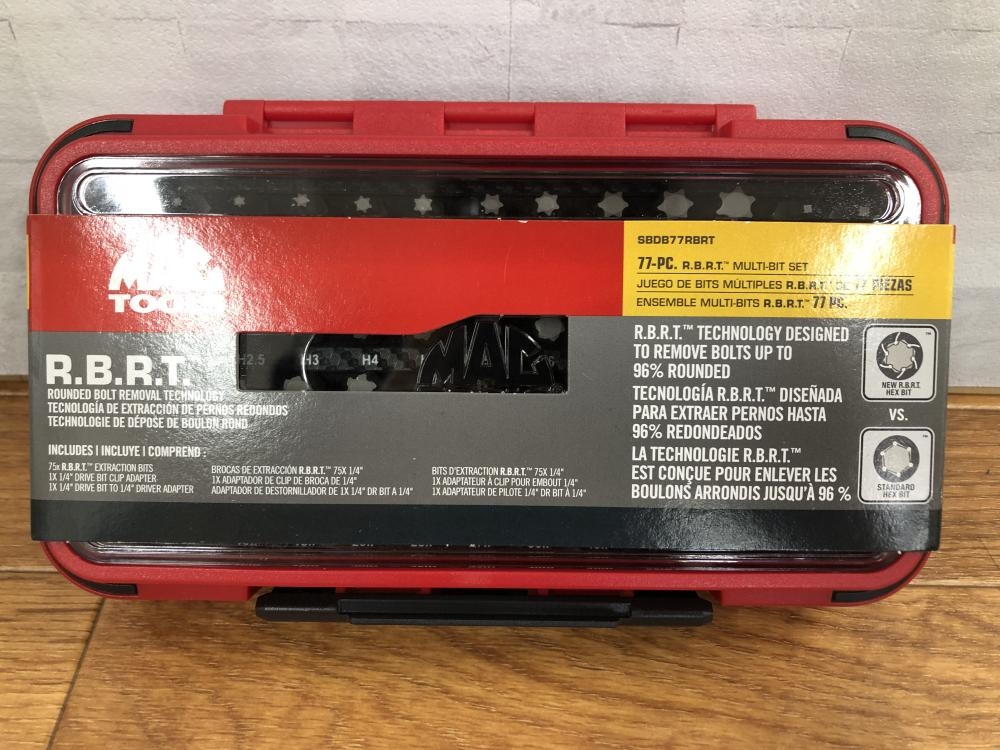 MAC
TOOLS
SBDB77RBRT
77-PC. R.B.R.T.™ MULTI-BIT SET
JUEGO DE BITS MÚLTIPLES R.B.R.T.™ DE 77 PIEZAS
ENSEMBLE MULTI-BITS R.B.R.T.™ 77 PC.
H2.5 H3 H4
MAC
R.B.R.T.™
ROUNDED BOLT REMOVAL TECHNOLOGY
TECNOLOGÍA DE EXTRACCIÓN DE PERNOS REDONDOS
TECHNOLOGIE DE DÉPOSE DE BOULON ROND
INCLUDES I INCLUYE I COMPREND :
75x R.B.R.T.™ EXTRACTION BITS
1X 1/4" DRIVE BIT CLIP ADAPTER
1X 1/4" DRIVE BIT TO 1/4" DRIVER ADAPTER
BROCAS DE EXTRACCIÓN R.B.R.T.™ 75X 1/4"
1X ADAPTADOR DE CLIP DE BROCA DE 1/4"
ADAPTADOR DE DESTORNILLADOR DE 1X 1/4" DR BIT A 1/4"
BITS D'EXTRACTION R.B.R.T.™ 75X 1/4"
1X ADAPTATEUR À CLIP POUR EMBOUT 1/4"
1X ADAPTATEUR DE PILOTE 1/4" DR BIT À 1/4"
R.B.R.T.™ TECHNOLOGY DESIGNED
TO REMOVE BOLTS UP TO
96% ROUNDED
TECNOLOGÍA R.B.R.T.™ DISEÑADA
PARA EXTRAER PERNOS HASTA
96% REDONDEADOS
LA TECHNOLOGIE R.B.R.T.™
EST CONÇUE POUR ENLEVER LES
BOULONS ARRONDIS JUSQU'À 96 %
NEW R.B.R.T.
HEX BIT
VS.
STANDARD
HEX BIT